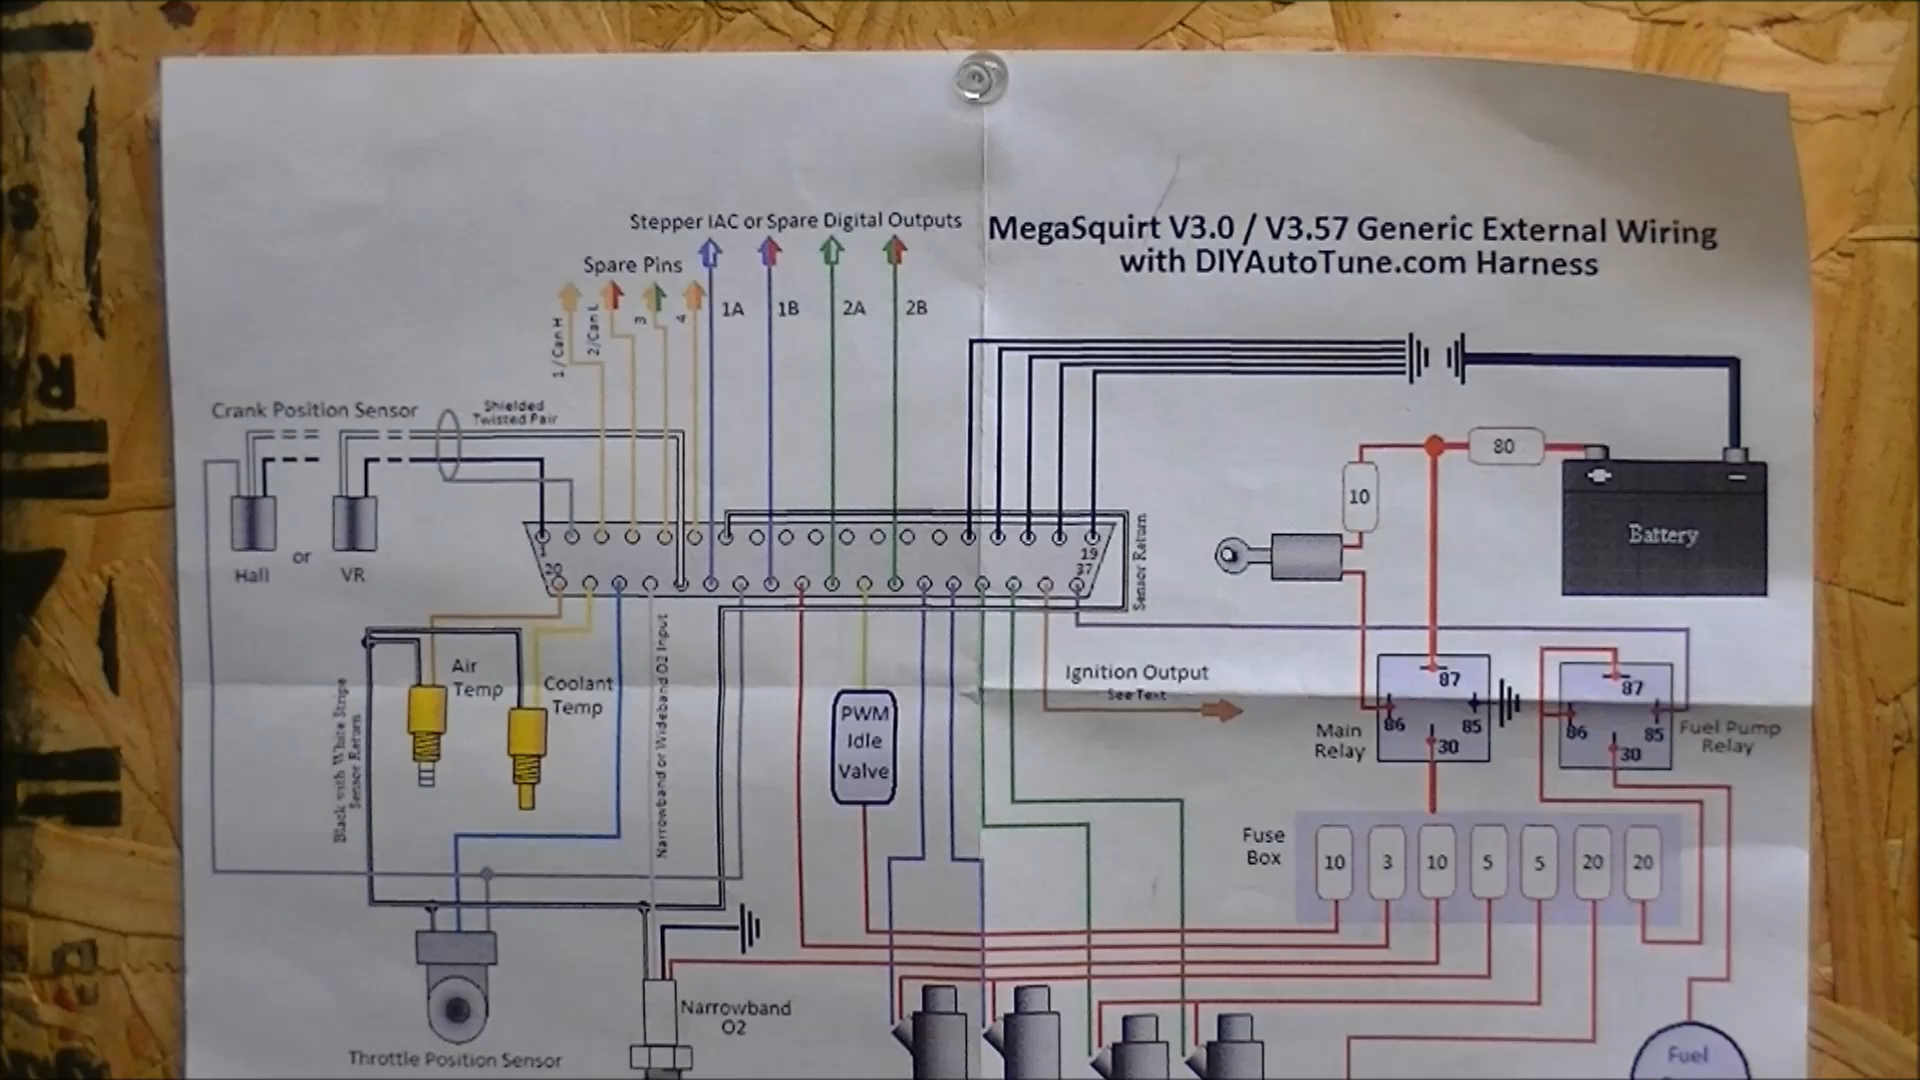 Stepper IAC or Spare Digital Outputs
MegaSquirt V3.0 / V3.57 Generic External Wiring
with DIYAutoTune.com Harness
Spare Pins
1 / Can H
2/Can L
3
4
1A
1B
2A
2B
Crank Position Sensor
Shielded
Twisted Pair
80
10
Battery
Hall
or
VR
1
19
20
37
Sensor Return
Air
Temp
Coolant
Temp
Black with White Stripe
Sensor Return
Narrowband or Wideband O2 Input
PWM
Idle
Valve
Ignition Output
See Text
Main
Relay
87
86
85
30
87
86
85
30
Fuel Pump
Relay
Fuse
Box
10
3
10
5
5
20
20
Narrowband
O2
Throttle Position Sensor
Fuel